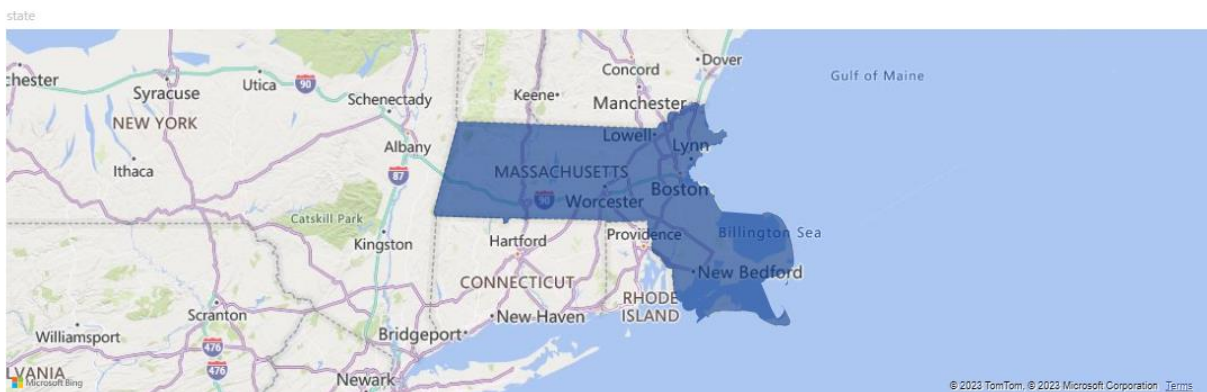 state
Dover
Concord
Gulf of Maine
chester
Utica
90
Syracuse
Keene
Manchester
Schenectady
NEW YORK
Lowell
Albany
Lynn
Ithaca
87
MASSACHUSETTS
90
Boston
Worcester
Catskill Park
Kingston
Hartford
Providence
Billington Sea
New Bedford
CONNECTICUT
RHODE
ISLAND
Scranton
New Haven
Williamsport
Bridgeport
476
476
LVANIA
Newark
Microsoft Bing
© 2023 TomTom, © 2023 Microsoft Corporation Terms